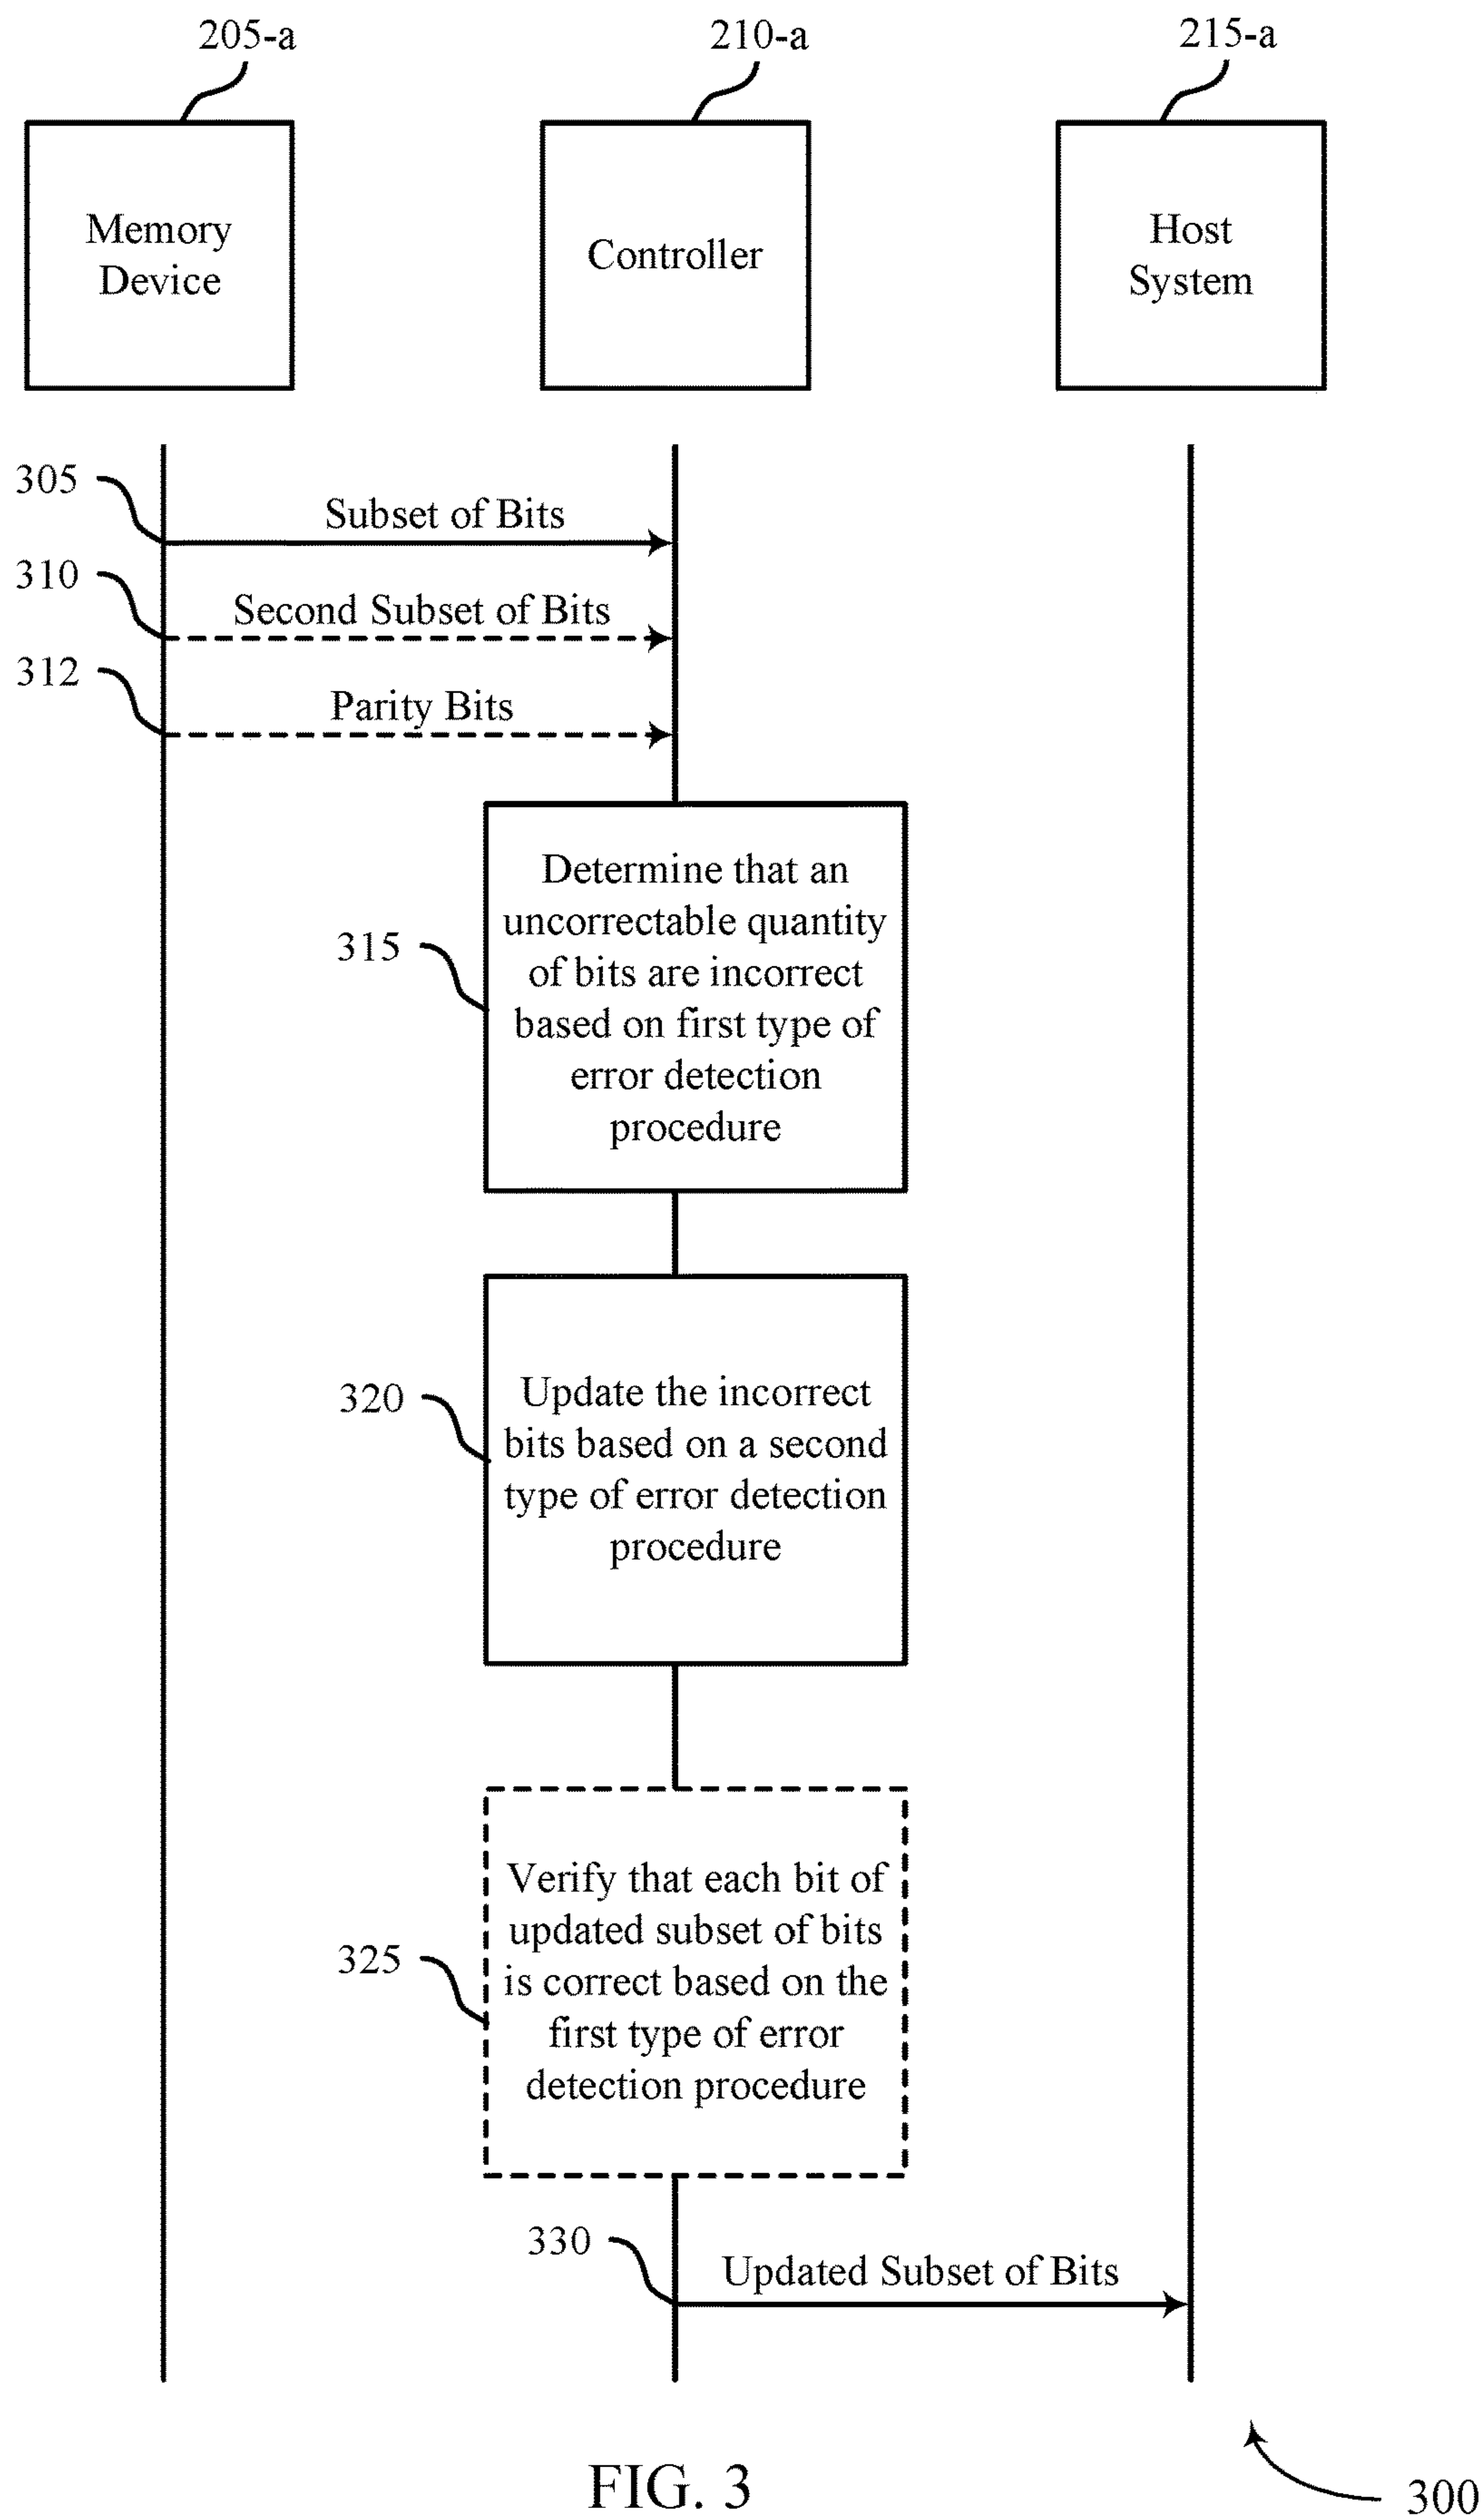 205-a
210-a
215-a
Memory
Device
Controller
Host
System
305
Subset of Bits
310
Second Subset of Bits
312
Parity Bits
315
Determine that an
uncorrectable quantity
of bits are incorrect
based on first type of
error detection
procedure
320
Update the incorrect
bits based on a second
type of error detection
procedure
325
Verify that each bit of
updated subset of bits
is correct based on the
first type of error
detection procedure
330
Updated Subset of Bits
FIG. 3
300